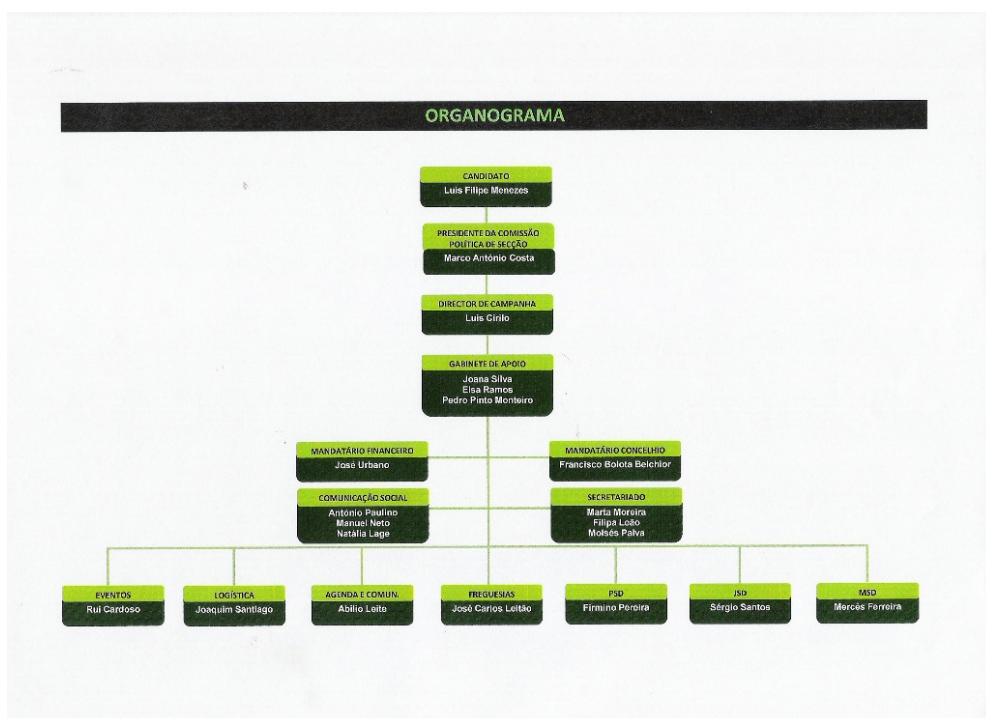 ORGANOGRAMA
CANDIDATO
Luis Filipe Menezes
PRESIDENTE DA COMISSÃO
POLÍTICA DE SECÇÃO
Marco António Costa
DIRECTOR DE CAMPANHA
Luis Cirilo
GABINETE DE APOIO
Joana Silva
Elsa Ramos
Pedro Pinto Monteiro
MANDATÁRIO FINANCEIRO
José Urbano
MANDATÁRIO CONCELHIO
Francisco Bolota Belchior
COMUNICAÇÃO SOCIAL
António Paulino
Manuel Neto
Natália Lage
SECRETARIADO
Marta Moreira
Filipa Leão
Moisés Paiva
EVENTOS
Rui Cardoso
LOGÍSTICA
Joaquim Santiago
AGENDA E COMUN.
Abílio Leite
FREGUESIAS
José Carlos Leitão
PSD
Firmino Pereira
JSD
Sérgio Santos
MSD
Mercês Ferreira